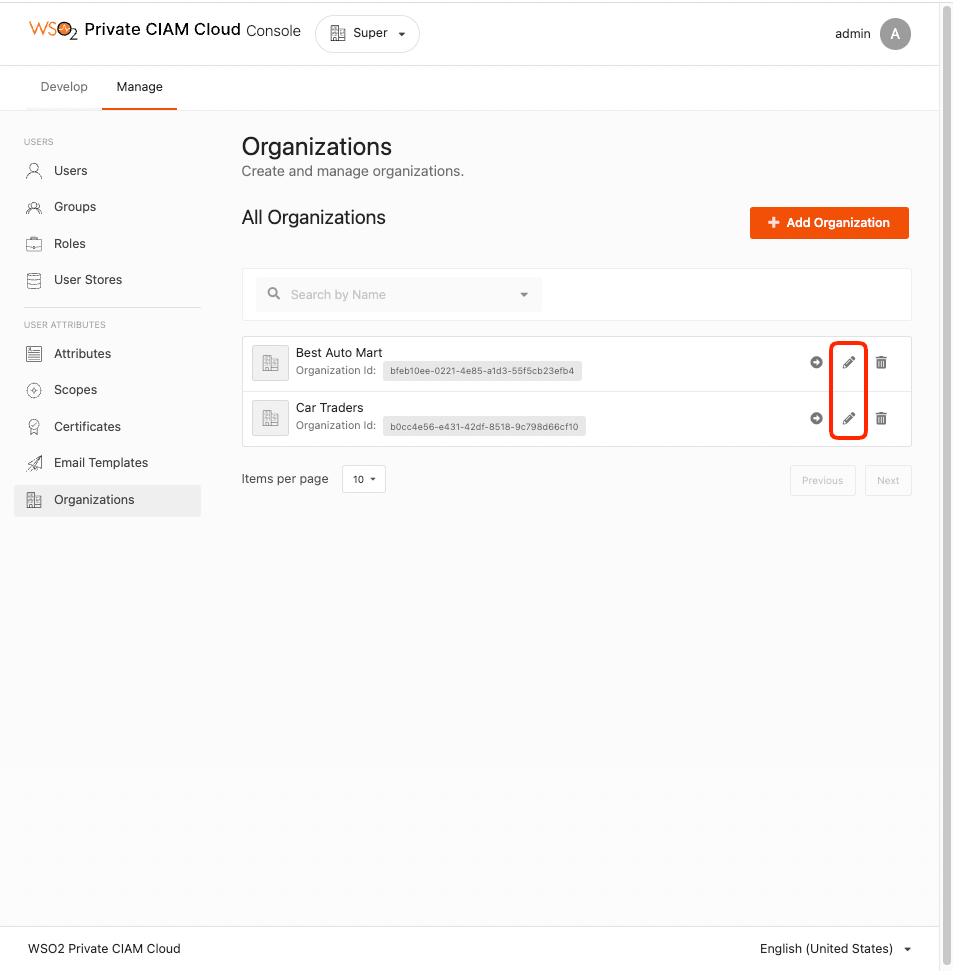 WSO2 Private CIAM Cloud Console
Super
admin
A
Develop
Manage
USERS
Users
Groups
Roles
User Stores
USER ATTRIBUTES
Attributes
Scopes
Certificates
Email Templates
Organizations
Organizations
Create and manage organizations.
All Organizations
Add Organization
Search by Name
Best Auto Mart
Organization Id: bfeb10ee-0221-4e85-a1d3-55f5cb23efb4
Car Traders
Organization Id: b0cc4e56-e431-42df-8518-9c798d66cf10
Items per page 10
Previous
Next
WSO2 Private CIAM Cloud
English (United States)